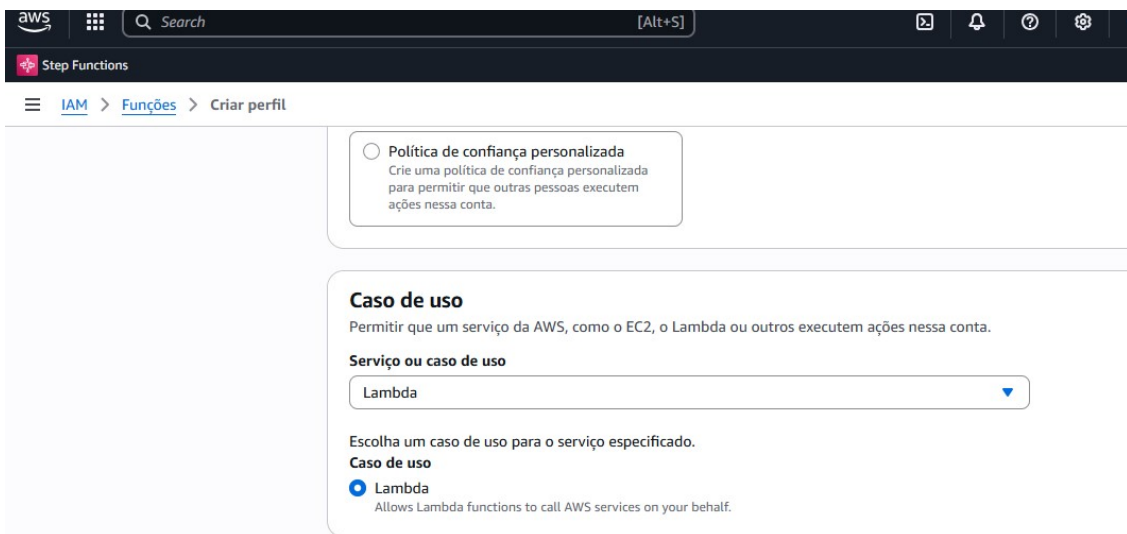 aws
Search [Alt+S]
Step Functions
IAM > Funções > Criar perfil
Política de confiança personalizada
Crie uma política de confiança personalizada
para permitir que outras pessoas executem
ações nessa conta.
Caso de uso
Permitir que um serviço da AWS, como o EC2, o Lambda ou outros executem ações nessa conta.
Serviço ou caso de uso
Lambda
Escolha um caso de uso para o serviço especificado.
Caso de uso
Lambda
Allows Lambda functions to call AWS services on your behalf.